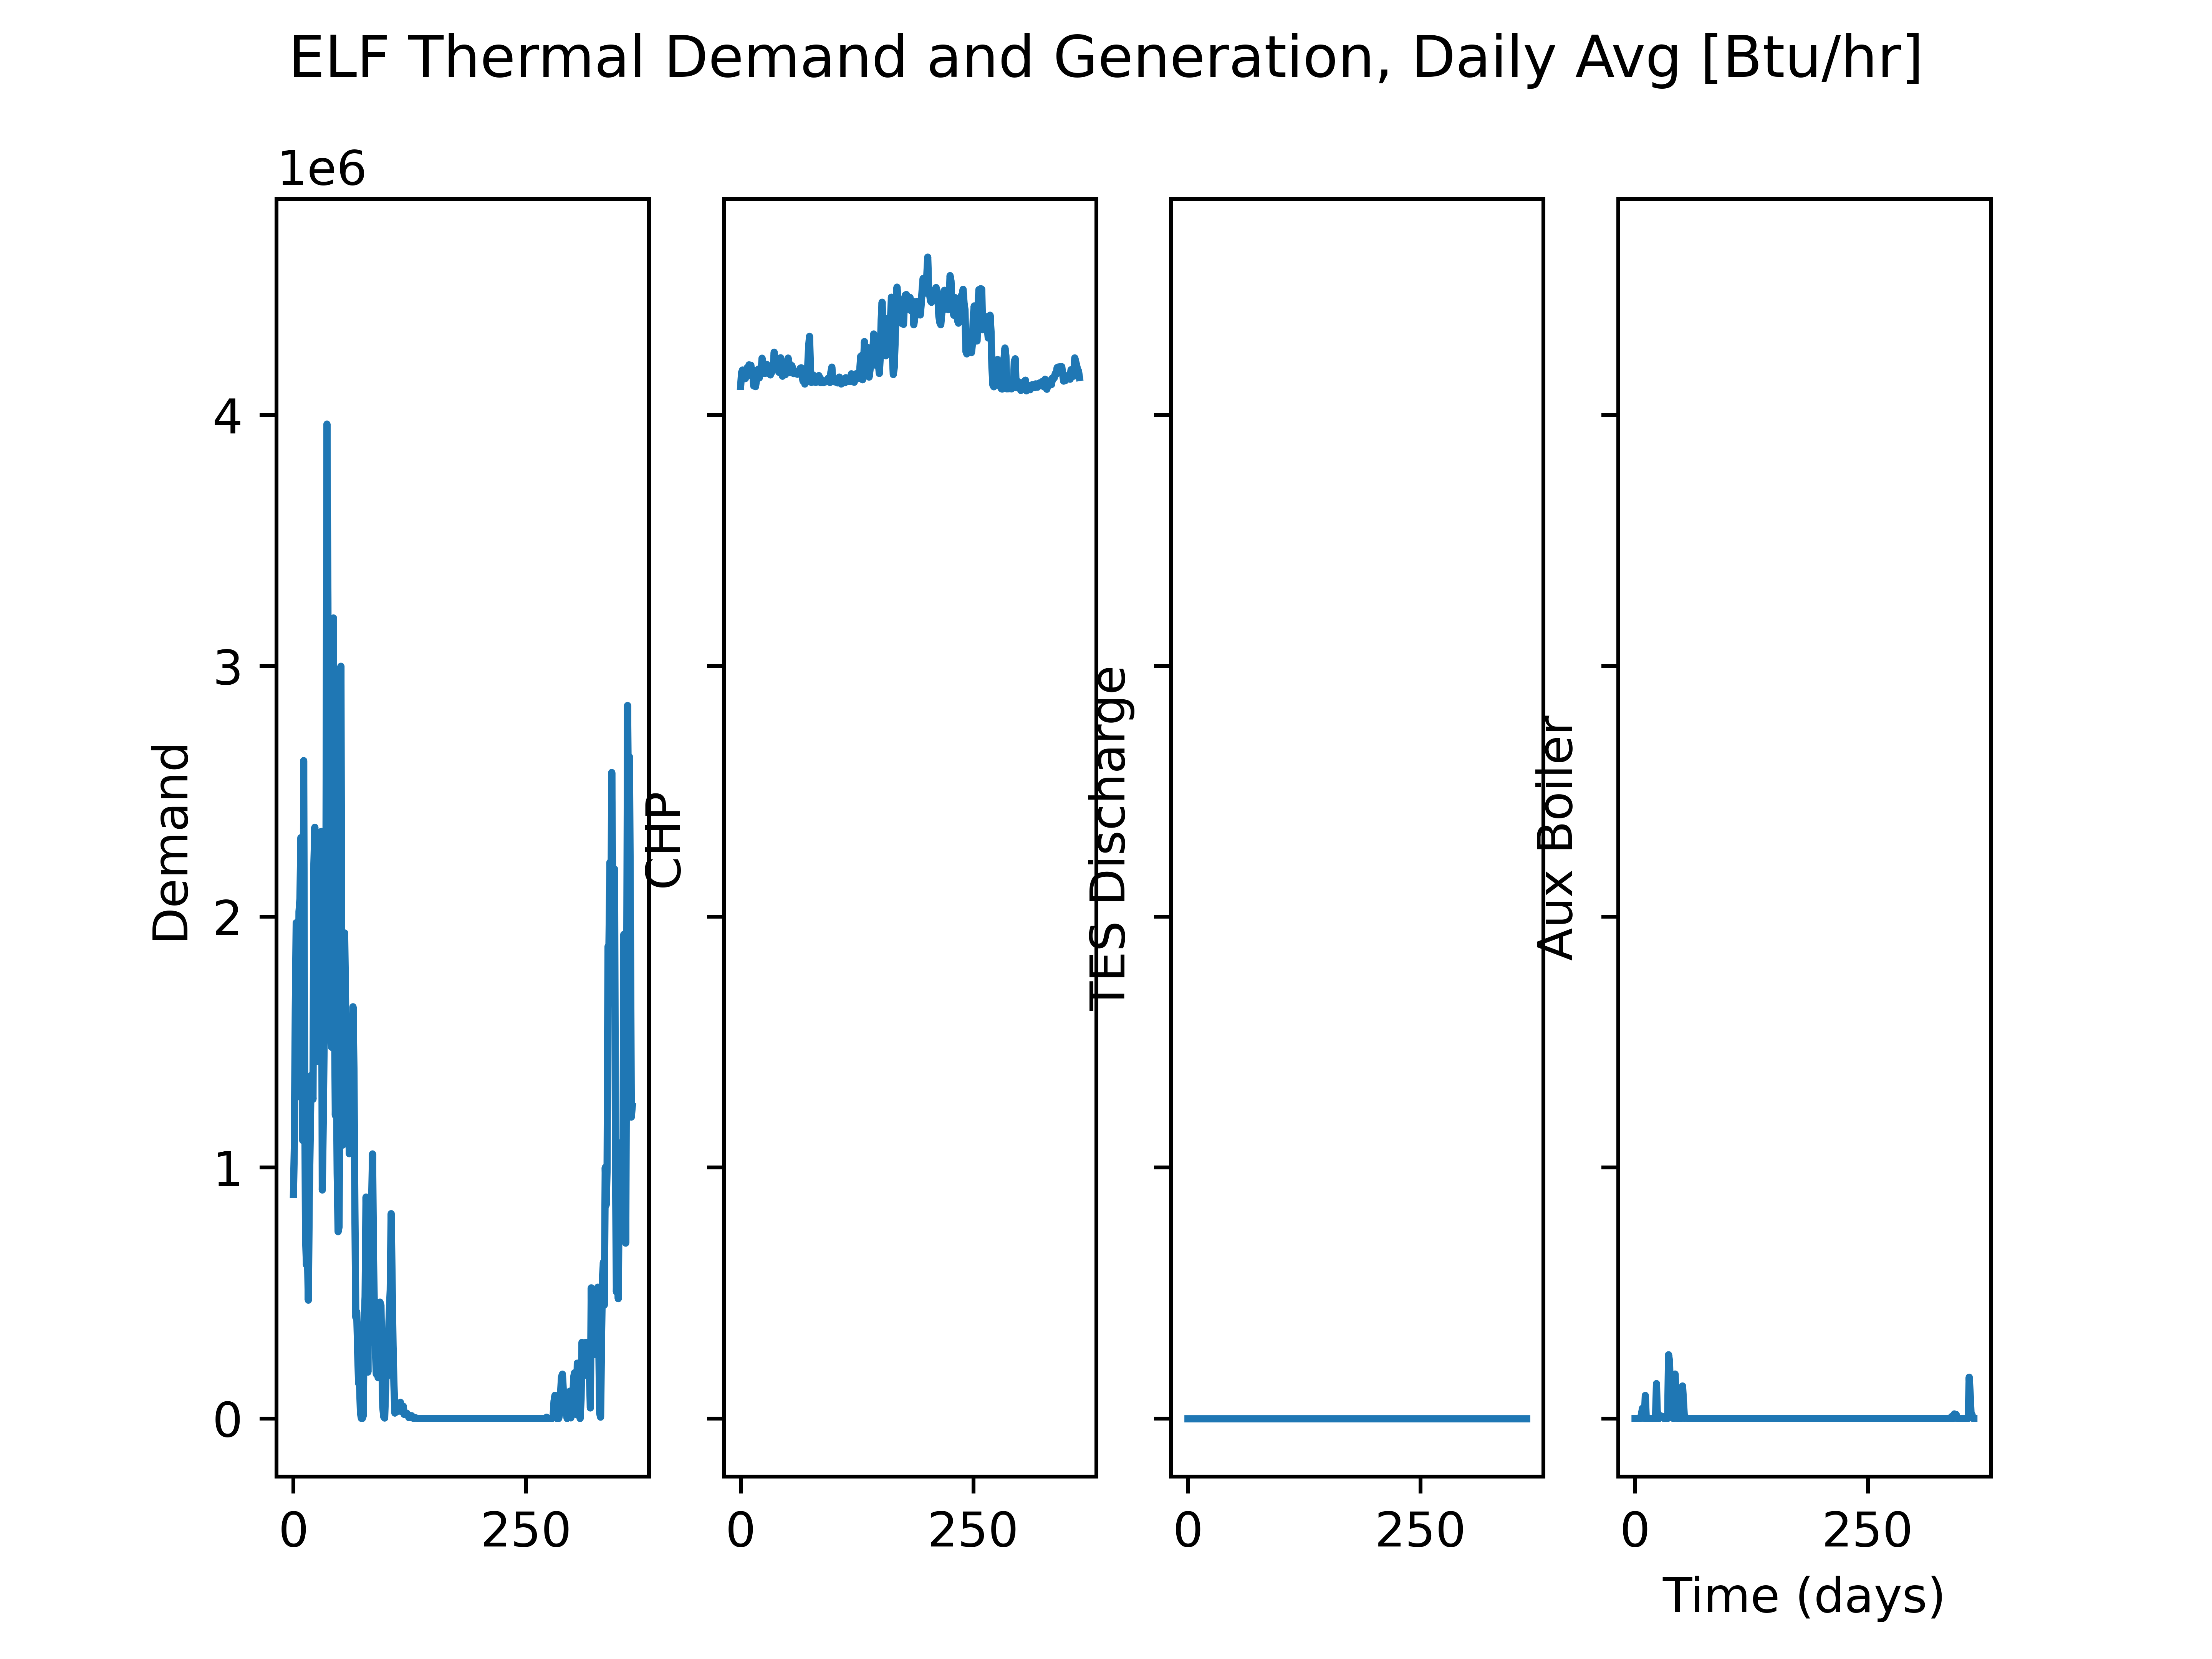 ELF Thermal Demand and Generation, Daily Avg [Btu/hr]
1e6
4
3
2
1
0
Demand
CHP
TES Discharge
Aux Boiler
0 250 0 250 0 250 0 250
Time (days)